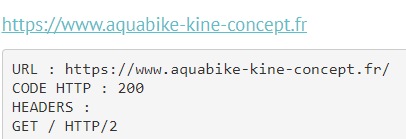 https://www.aquabike-kine-concept.fr
URL : https://www.aquabike-kine-concept.fr/
CODE HTTP : 200
HEADERS :
GET / HTTP/2